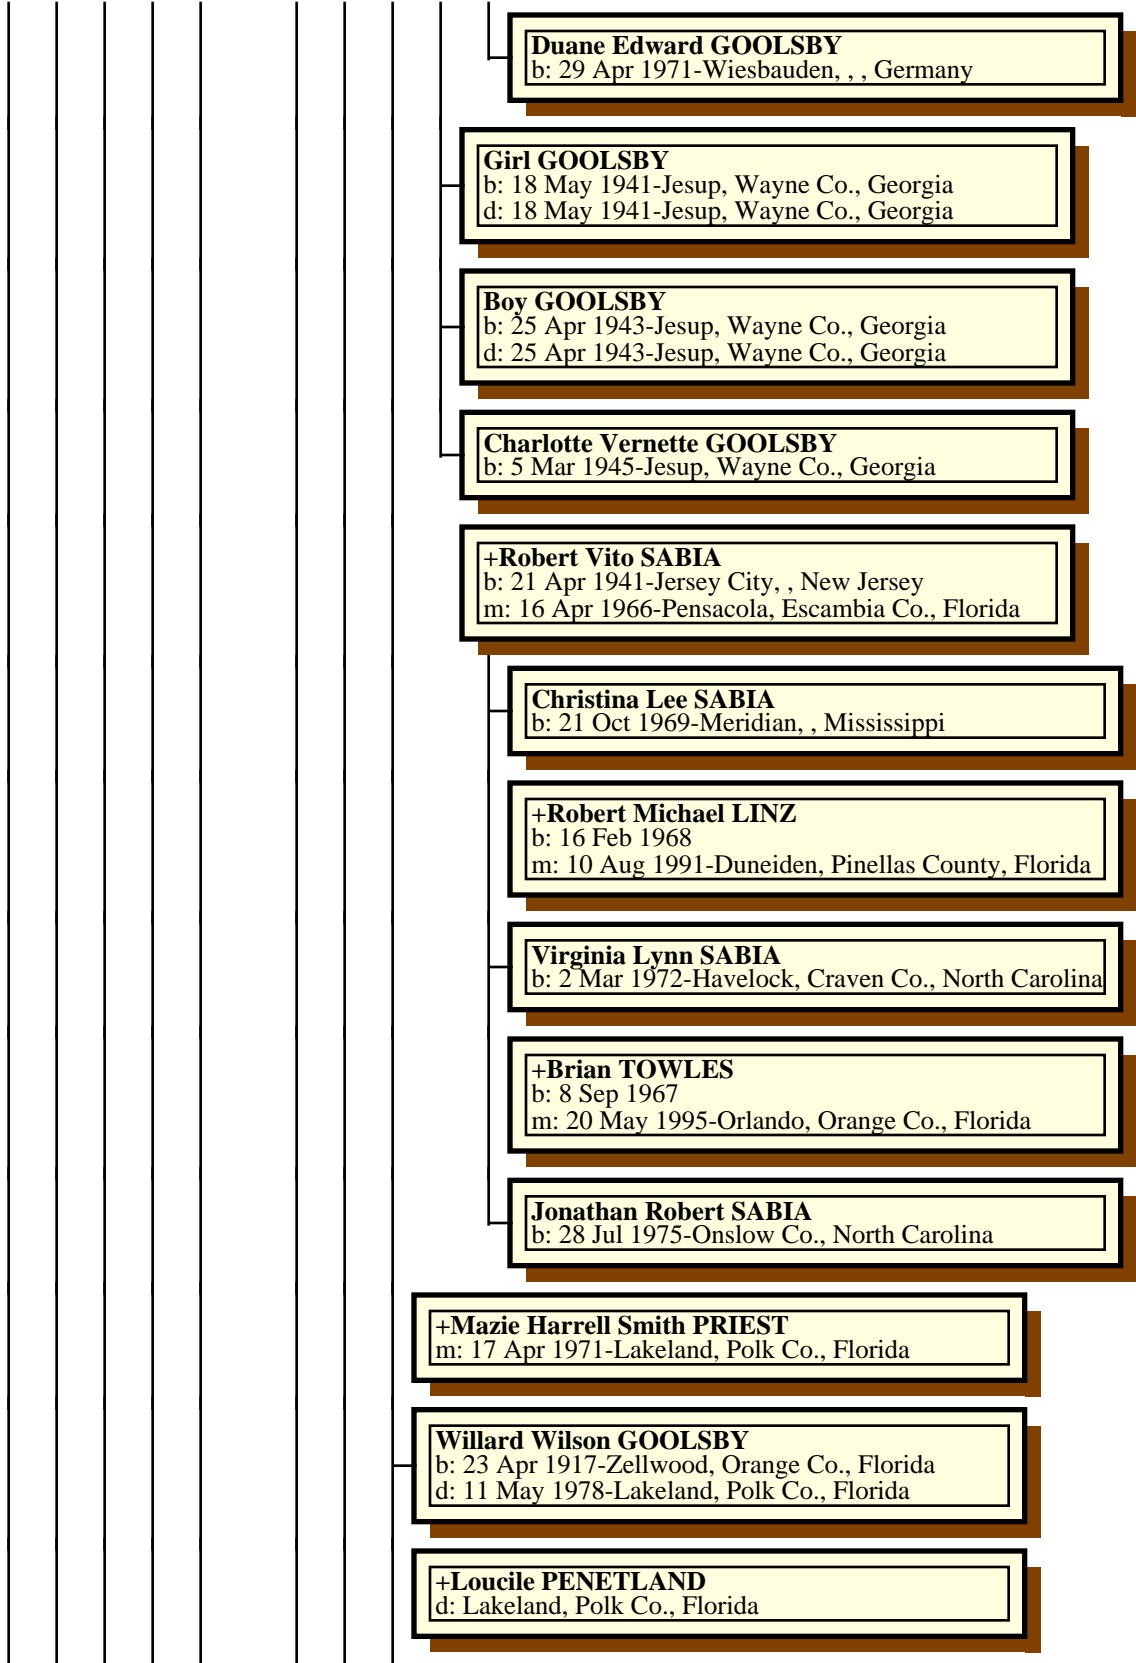 Duane Edward GOOLSBY
b: 29 Apr 1971-Wiesbauden, , , Germany
Girl GOOLSBY
b: 18 May 1941-Jesup, Wayne Co., Georgia
d: 18 May 1941-Jesup, Wayne Co., Georgia
Boy GOOLSBY
b: 25 Apr 1943-Jesup, Wayne Co., Georgia
d: 25 Apr 1943-Jesup, Wayne Co., Georgia
Charlotte Vernette GOOLSBY
b: 5 Mar 1945-Jesup, Wayne Co., Georgia
+Robert Vito SABIA
b: 21 Apr 1941-Jersey City, , New Jersey
m: 16 Apr 1966-Pensacola, Escambia Co., Florida
Christina Lee SABIA
b: 21 Oct 1969-Meridian, , Mississippi
+Robert Michael LINZ
b: 16 Feb 1968
m: 10 Aug 1991-Duneiden, Pinellas County, Florida
Virginia Lynn SABIA
b: 2 Mar 1972-Havelock, Craven Co., North Carolina
+Brian TOWLES
b: 8 Sep 1967
m: 20 May 1995-Orlando, Orange Co., Florida
Jonathan Robert SABIA
b: 28 Jul 1975-Onslow Co., North Carolina
+Mazie Harrell Smith PRIEST
m: 17 Apr 1971-Lakeland, Polk Co., Florida
Willard Wilson GOOLSBY
b: 23 Apr 1917-Zellwood, Orange Co., Florida
d: 11 May 1978-Lakeland, Polk Co., Florida
+Loucile PENETLAND
d: Lakeland, Polk Co., Florida